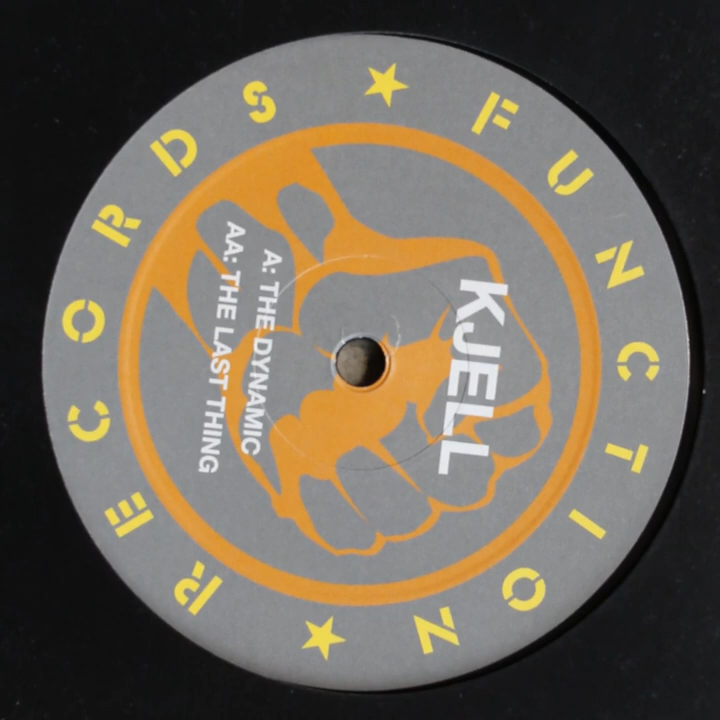 ★ FUNCTION ★ RECORDS
KJELL
A: THE DYNAMIC
AA: THE LAST THING